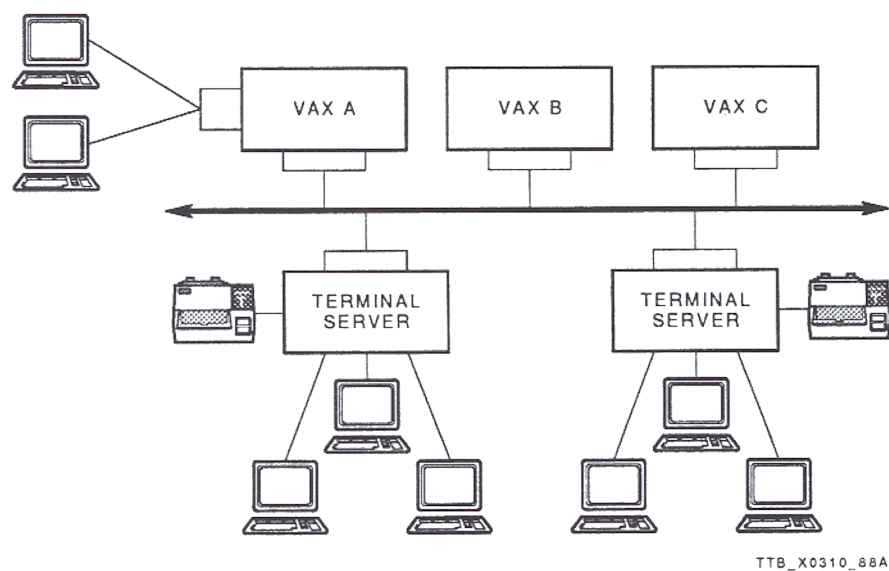 VAX A
VAX B
VAX C
TERMINAL
SERVER
TERMINAL
SERVER
TTB_X0310_88A